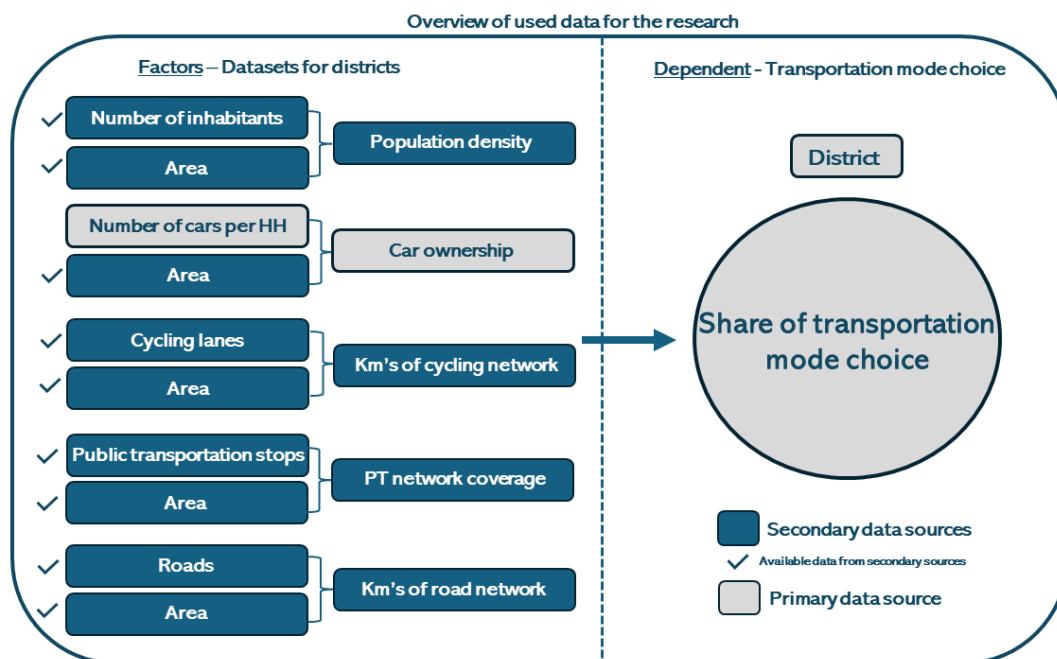 Overview of used data for the research
Factors – Datasets for districts
Number of inhabitants
Area
Population density
Number of cars per HH
Area
Car ownership
Cycling lanes
Area
Km's of cycling network
Public transportation stops
Area
PT network coverage
Roads
Area
Km's of road network
Dependent - Transportation mode choice
District
Share of transportation
mode choice
Secondary data sources
Available data from secondary sources
Primary data source